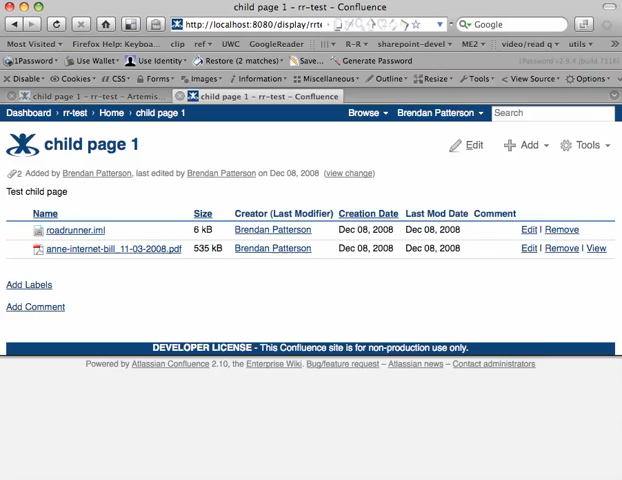 child page 1 - rr-test - Confluence
http://localhost:8080/display/rrte
Google
Most Visited Firefox Help: Keyboa... clip ref UWC GoogleReader R-R sharepoint-devel ME2 video/read q utils
1Password Use Wallet Use Identity Restore (2 matches) Save... Generate Password 1Password v2.9.4 (build 7316)
Disable Cookies CSS Forms Images Information Miscellaneous Outline Resize Tools View Source Options
child page 1 - rr-test - Artemis... child page 1 - rr-test - Confluence
Dashboard > rr-test > Home > child page 1 Browse Brendan Patterson Search
child page 1 Edit Add Tools
2 Added by Brendan Patterson, last edited by Brendan Patterson on Dec 08, 2008 (view change)
Test child page
Name Size Creator (Last Modifier) Creation Date Last Mod Date Comment
roadrunner.iml 6 kB Brendan Patterson Dec 08, 2008 Dec 08, 2008 Edit | Remove
anne-internet-bill_11-03-2008.pdf 535 kB Brendan Patterson Dec 08, 2008 Dec 08, 2008 Edit | Remove | View
Add Labels
Add Comment
DEVELOPER LICENSE - This Confluence site is for non-production use only.
Powered by Atlassian Confluence 2.10, the Enterprise Wiki. Bug/feature request - Atlassian news - Contact administrators